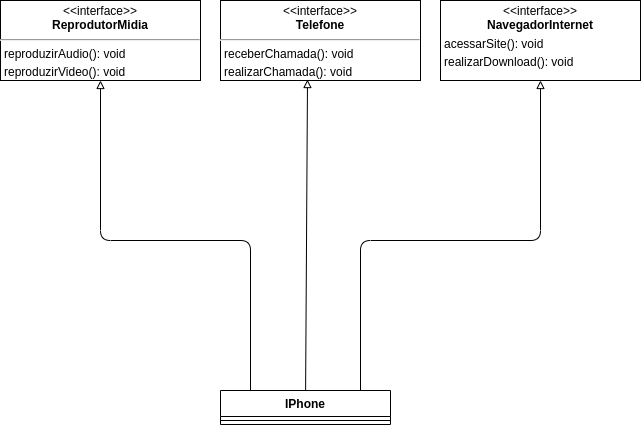 <<interface>>
ReprodutorMidia
reproduzirAudio(): void
reproduzirVideo(): void
<<interface>>
Telefone
receberChamada(): void
realizarChamada(): void
<<interface>>
NavegadorInternet
acessarSite(): void
realizarDownload(): void
IPhone